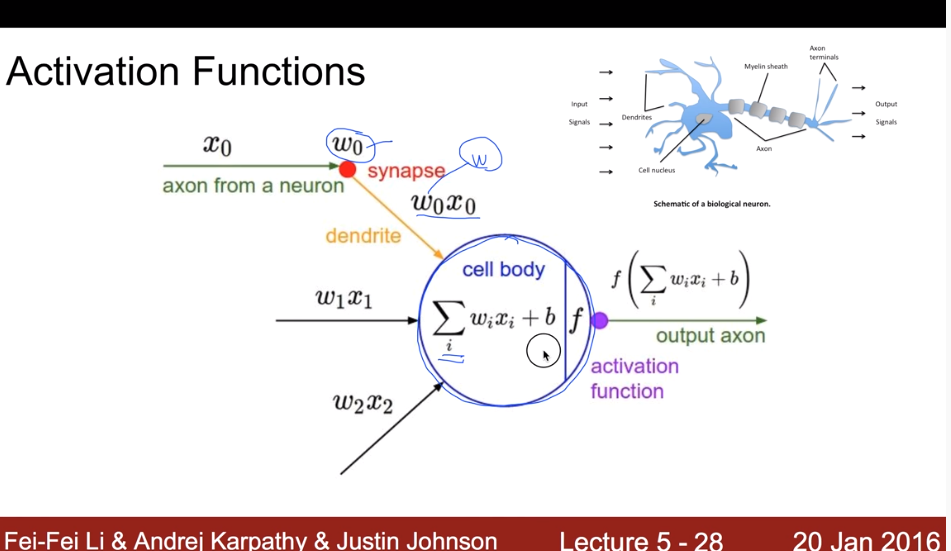 Activation Functions
Axon
terminals
Myelin sheath
Input
Signals
Dendrites
Output
Signals
Axon
Cell nucleus
Schematic of a biological neuron.
x₀
w₀
axon from a neuron
synapse
w
w₀x₀
dendrite
cell body
w₁x₁
∑ᵢ wᵢxᵢ + b
f
f(∑ᵢ wᵢxᵢ + b)
output axon
activation
function
w₂x₂
Fei-Fei Li & Andrej Karpathy & Justin Johnson
Lecture 5 - 28
20 Jan 2016